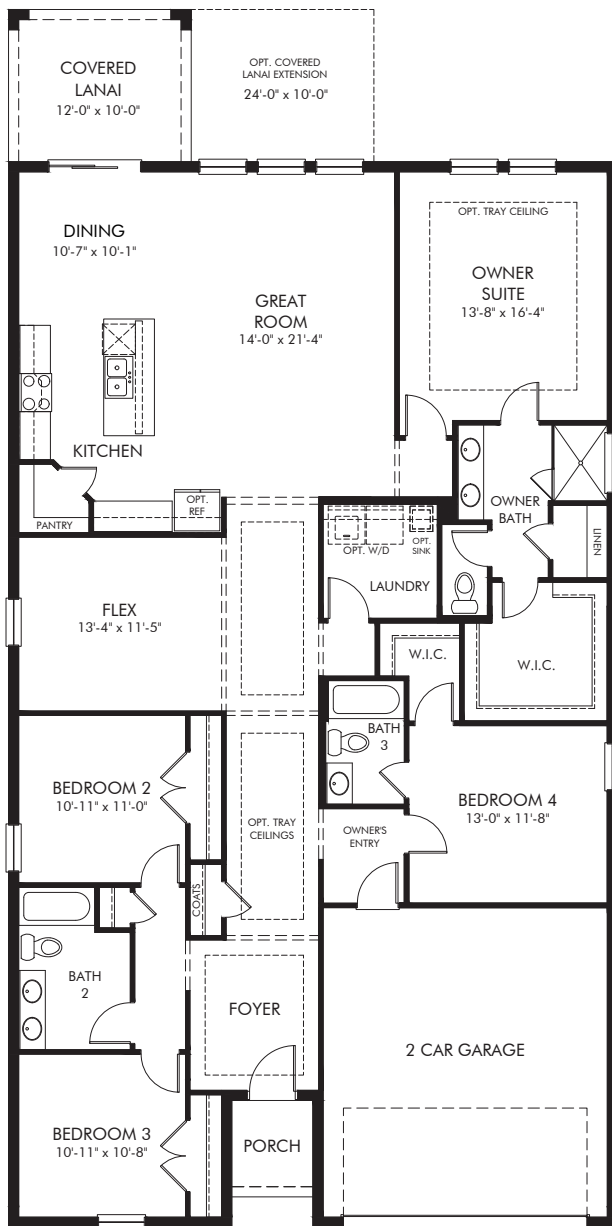 COVERED
LANAI
12'-0" x 10'-0"
OPT. COVERED
LANAI EXTENSION
24'-0" x 10'-0"
DINING
10'-7" x 10'-1"
GREAT
ROOM
14'-0" x 21'-4"
OPT. TRAY CEILING
OWNER
SUITE
13'-8" x 16'-4"
KITCHEN
PANTRY
OPT.
REF
OPT. W/D
OPT.
SINK
LAUNDRY
OWNER
BATH
LINEN
FLEX
13'-4" x 11'-5"
W.I.C.
W.I.C.
BATH
3
BEDROOM 2
10'-11" x 11'-0"
OPT. TRAY
CEILINGS
OWNER'S
ENTRY
BEDROOM 4
13'-0" x 11'-8"
COATS
BATH
2
FOYER
2 CAR GARAGE
BEDROOM 3
10'-11" x 10'-8"
PORCH